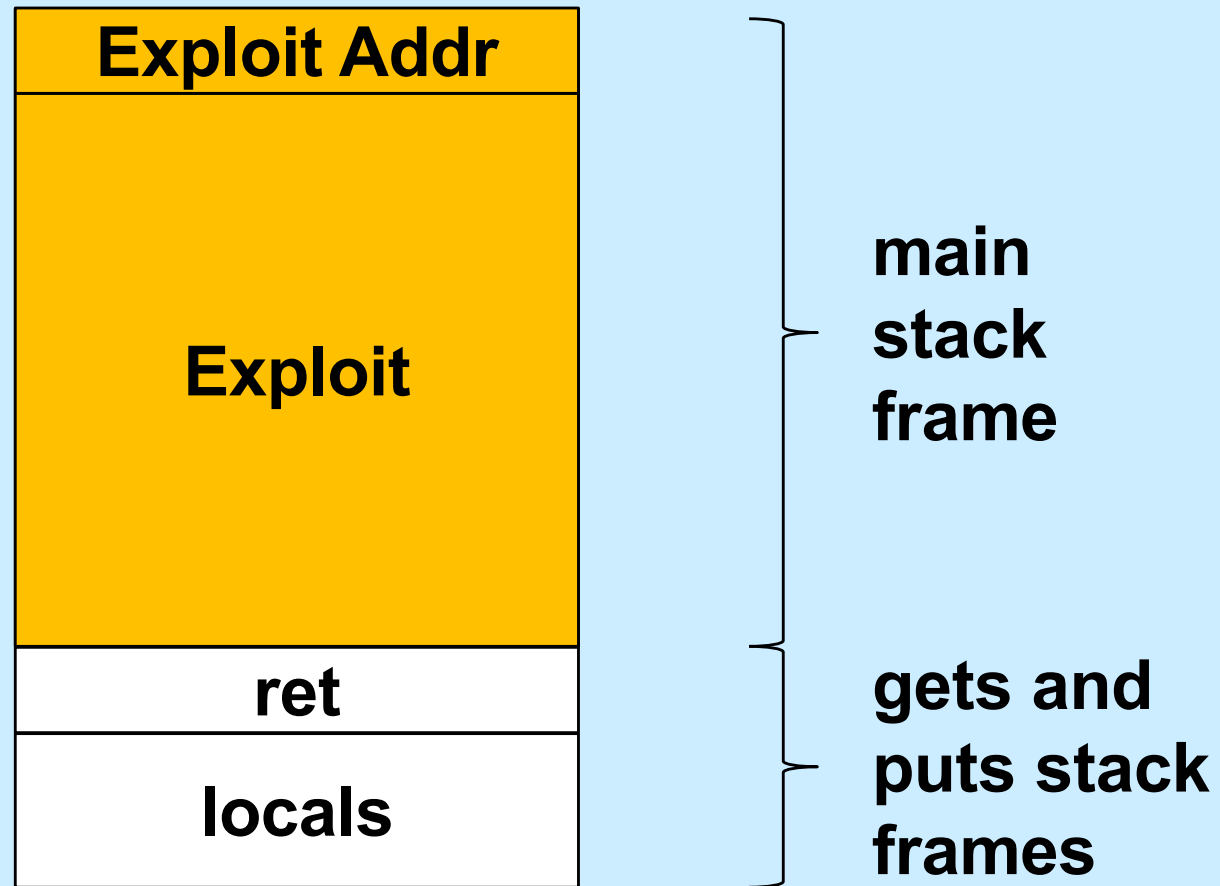 Exploit Addr
Exploit
main
stack
frame
ret
locals
gets and
puts stack
frames